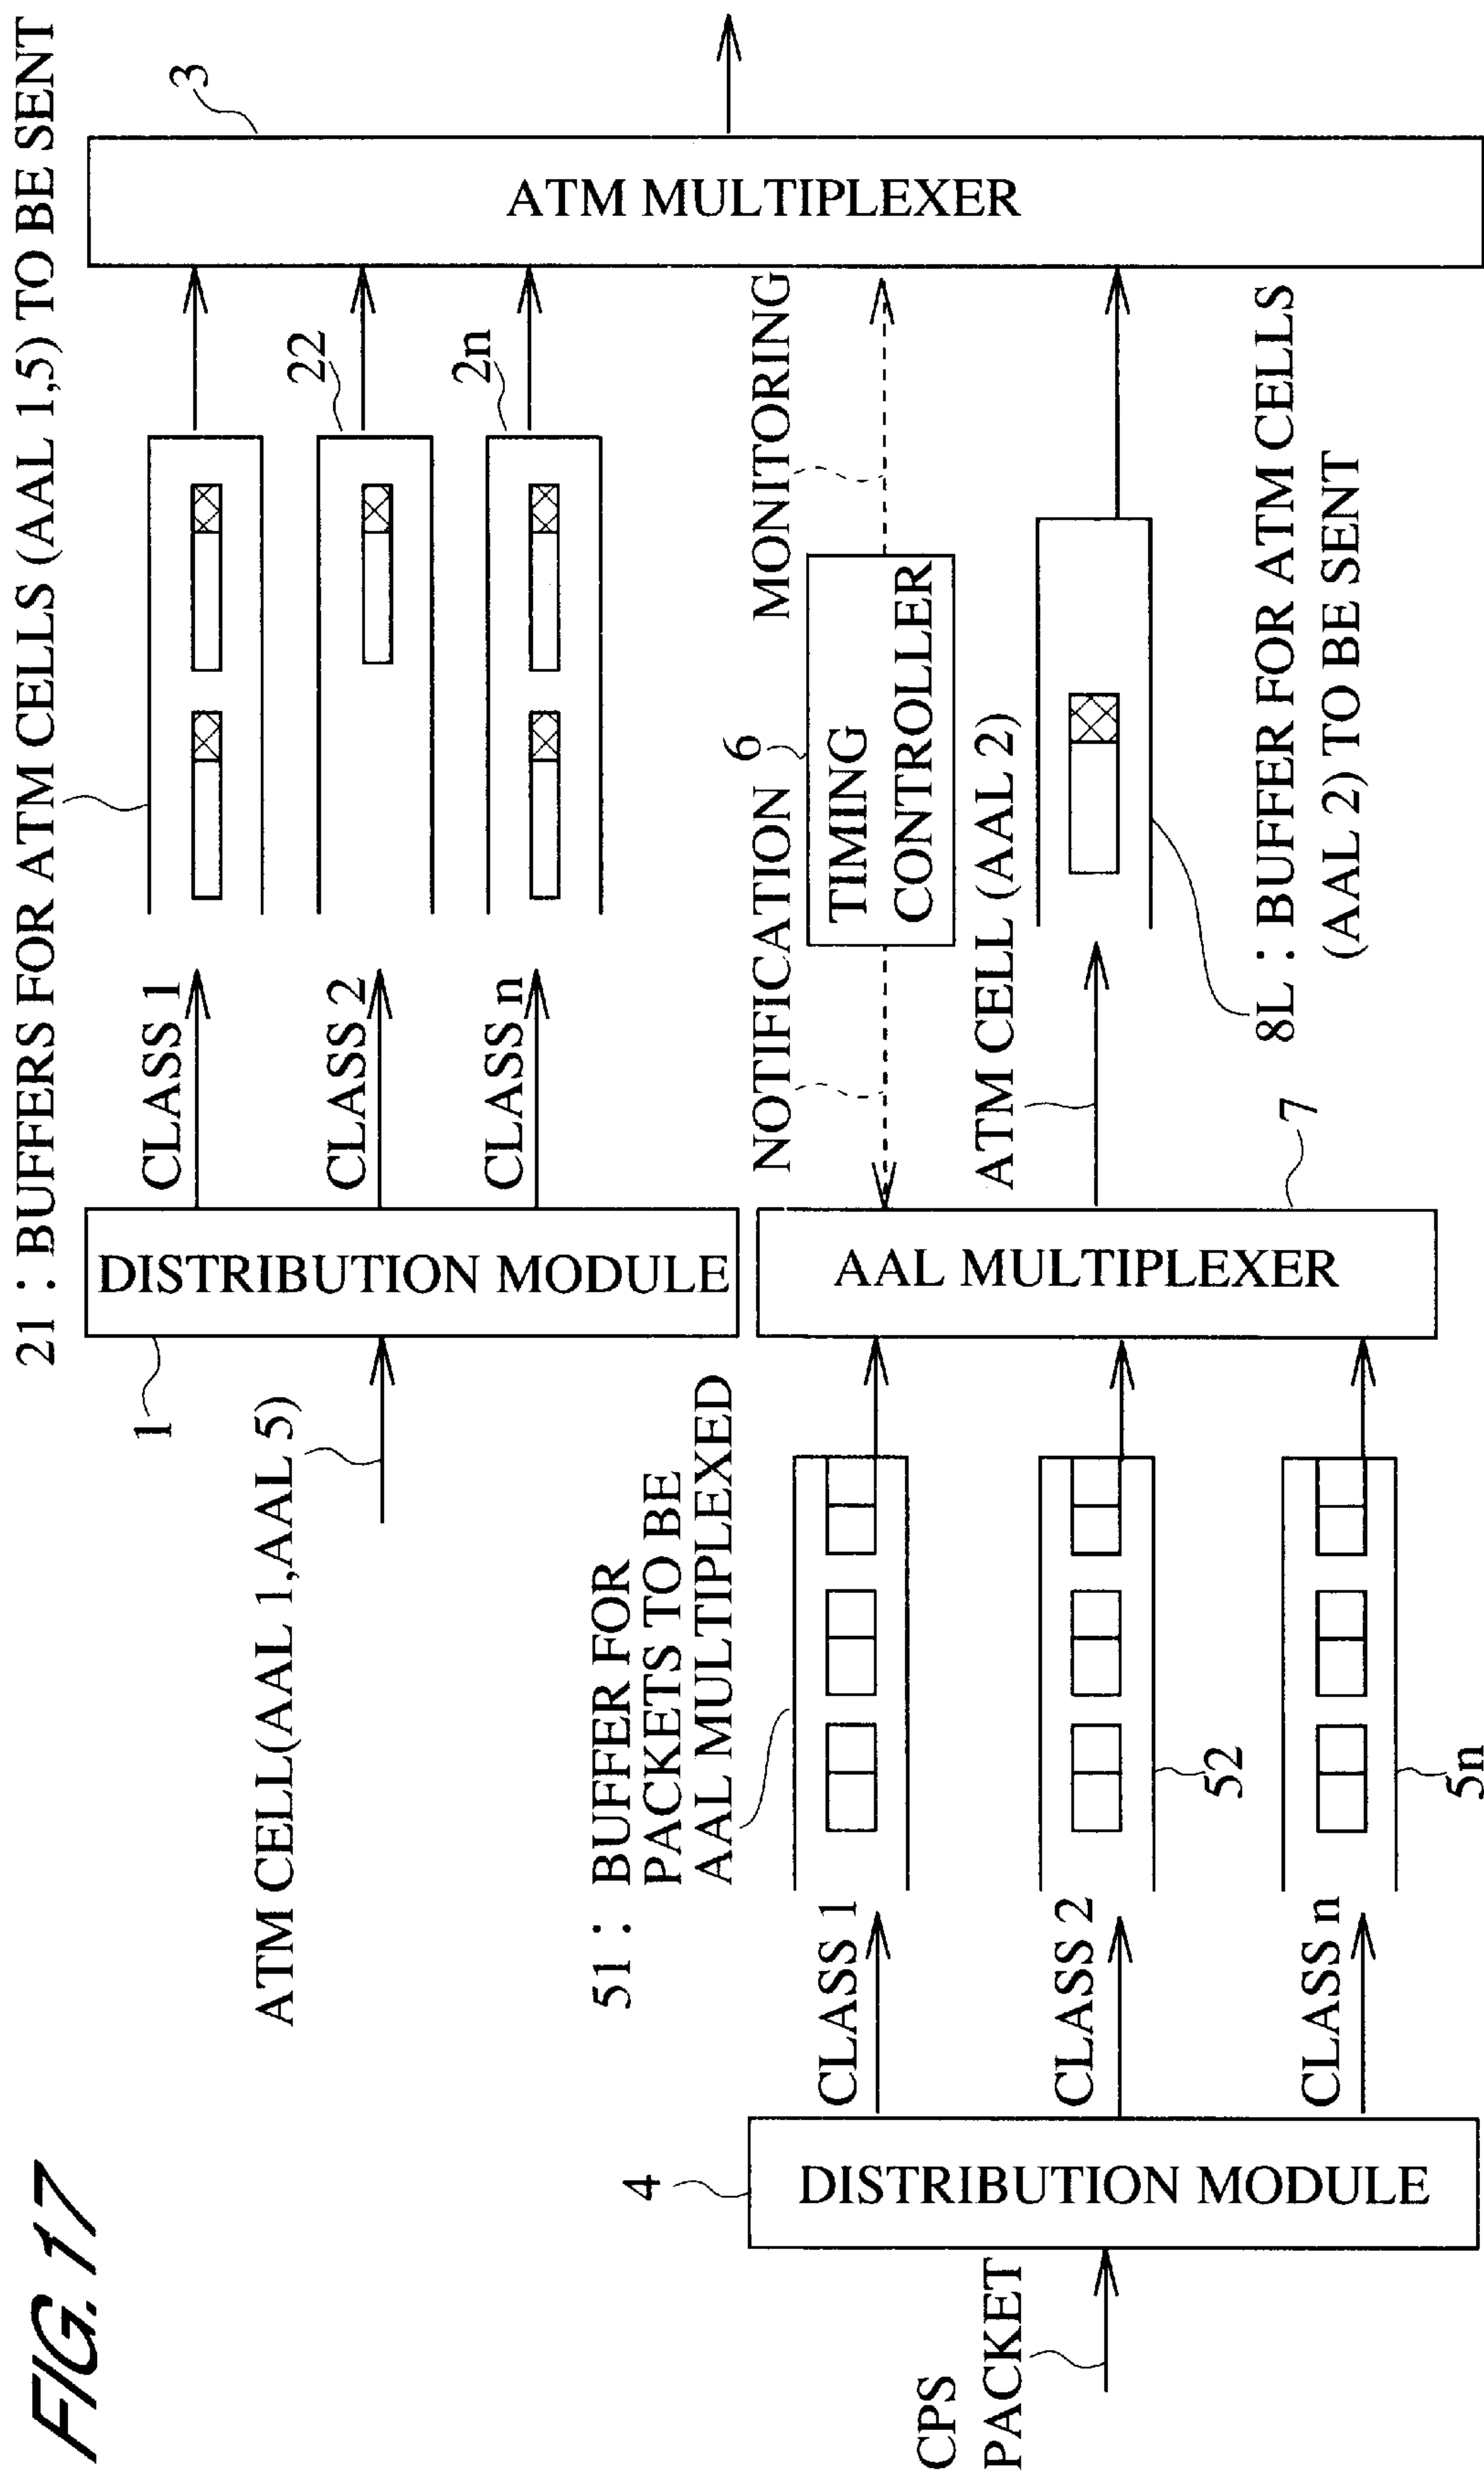 FIG. 17
21 : BUFFERS FOR ATM CELLS (AAL 1,5) TO BE SENT
3
ATM MULTIPLEXER
22
2n
CLASS 1
CLASS 2
CLASS n
DISTRIBUTION MODULE
1
ATM CELL(AAL 1,AAL 5)
MONITORING
NOTIFICATION
6
TIMING
CONTROLLER
ATM CELL (AAL 2)
8L : BUFFER FOR ATM CELLS
(AAL 2) TO BE SENT
7
AAL MULTIPLEXER
51 : BUFFER FOR
PACKETS TO BE
AAL MULTIPLEXED
52
5n
CLASS 1
CLASS 2
CLASS n
4
DISTRIBUTION MODULE
CPS
PACKET